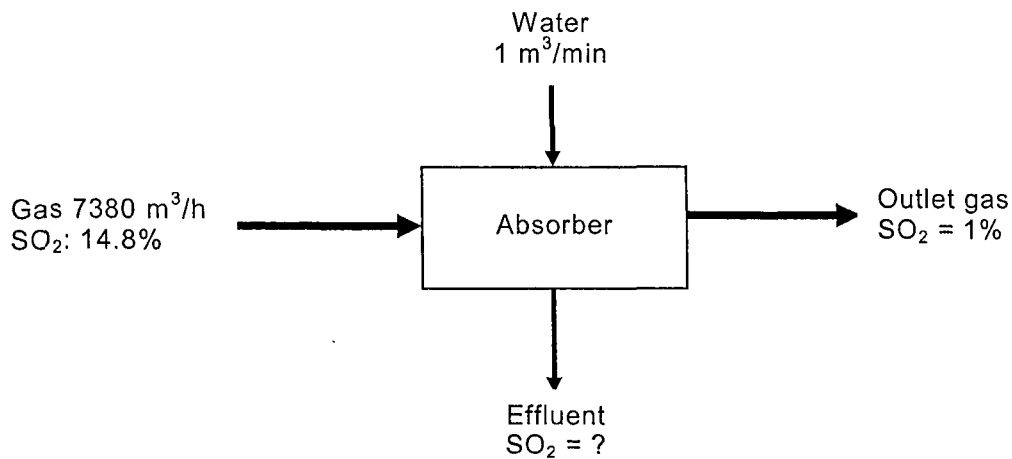 Water
1 m³/min
Gas 7380 m³/h
SO₂: 14.8%
Absorber
Outlet gas
SO₂ = 1%
Effluent
SO₂ = ?